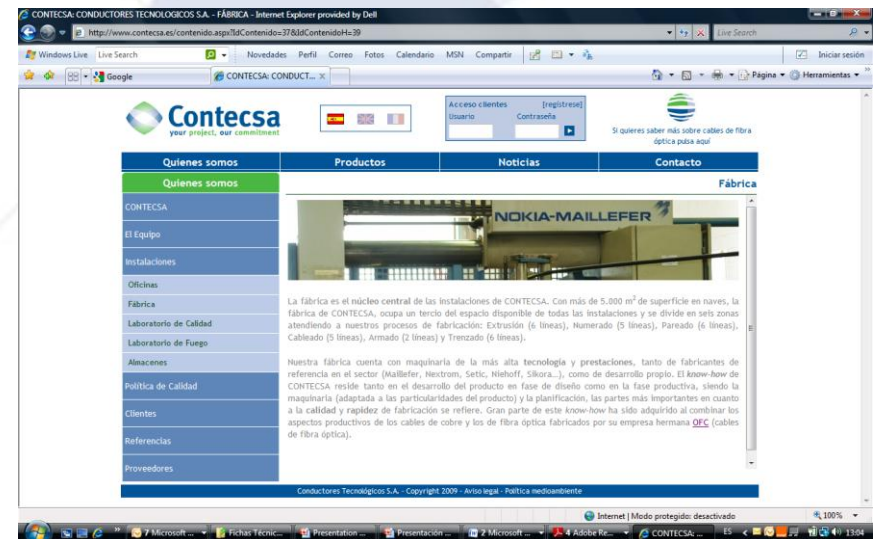 CONTECSA: CONDUCTORES TECNOLOGICOS S.A. - FÁBRICA - Internet Explorer provided by Dell
http://www.contecsa.es/contenido.aspx?IdContenido=37&IdContenidoH=39
Live Search
Windows Live
Live Search
Novedades Perfil Correo Fotos Calendario MSN Compartir
Iniciar sesión
Google
CONTECSA: CONDUCT...
Página
Herramientas
Contecsa
your project, our commitment
Acceso clientes [regístrese]
Usuario Contraseña
Si quieres saber más sobre cables de fibra
óptica pulsa aquí
Quienes somos Productos Noticias Contacto
Quienes somos
Fábrica
CONTECSA
El Equipo
Instalaciones
Oficinas
Fábrica
Laboratorio de Calidad
Laboratorio de Fuego
Almacenes
Política de Calidad
Clientes
Referencias
Proveedores
NOKIA-MAILLEFER
La fábrica es el núcleo central de las instalaciones de CONTECSA. Con más de 5.000 m² de superficie en naves, la
fábrica de CONTECSA, ocupa un tercio del espacio disponible de todas las instalaciones y se divide en seis zonas
atendiendo a nuestros procesos de fabricación: Extrusión (6 líneas), Numerado (5 líneas), Pareado (6 líneas),
Cableado (5 líneas), Armado (2 líneas) y Trenzado (6 líneas).
Nuestra fábrica cuenta con maquinaria de la más alta tecnología y prestaciones, tanto de fabricantes de
referencia en el sector (Maillefer, Nextrom, Setic, Niehoff, Sikora...), como de desarrollo propio. El know-how de
CONTECSA reside tanto en el desarrollo del producto en fase de diseño como en la fase productiva, siendo la
maquinaria (adaptada a las particularidades del producto) y la planificación, las partes más importantes en cuanto
a la calidad y rapidez de fabricación se refiere. Gran parte de este know-how ha sido adquirido al combinar los
aspectos productivos de los cables de cobre y los de fibra óptica fabricados por su empresa hermana OFC (cables
de fibra óptica).
Conductores Tecnológicos S.A. - Copyright 2009 - Aviso legal - Política medioambiente
Internet | Modo protegido: desactivado
100%
7 Microsoft ...
Fichas Técnic...
Presentation ...
Presentación ...
2 Microsoft ...
4 Adobe Re...
CONTECSA: ...
ES
13:04